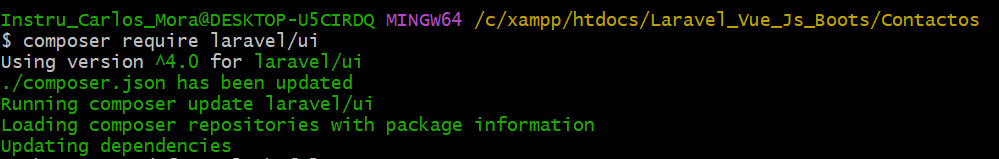 Instru_Carlos_Mora@DESKTOP-U5CIRDQ MINGW64 /c/xampp/htdocs/Laravel_Vue_Js_Boots/Contactos
$ composer require laravel/ui
Using version ^4.0 for laravel/ui
./composer.json has been updated
Running composer update laravel/ui
Loading composer repositories with package information
Updating dependencies